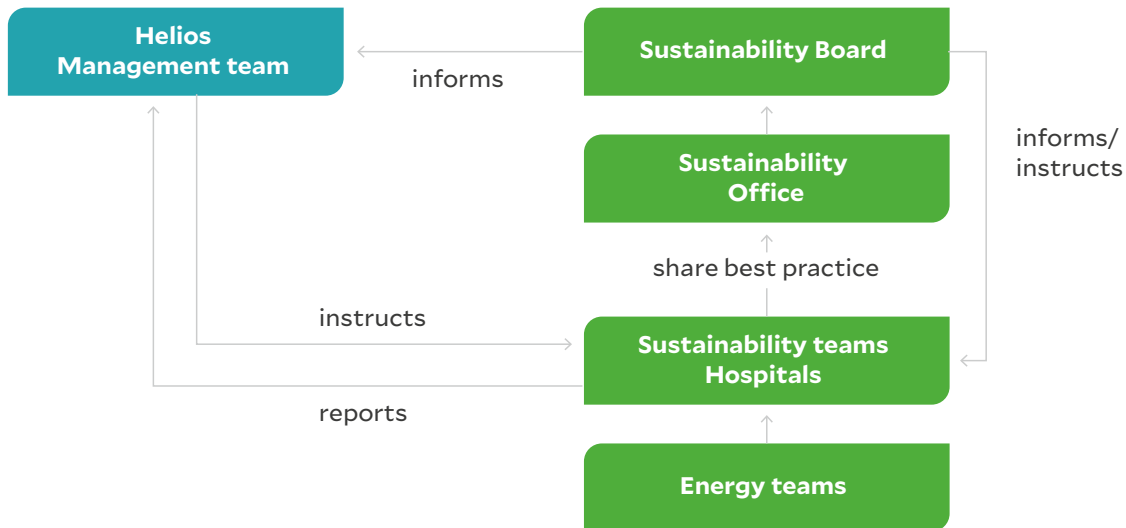 Helios
Management team
informs
Sustainability Board
informs/
instructs
Sustainability
Office
share best practice
instructs
Sustainability teams
Hospitals
reports
Energy teams